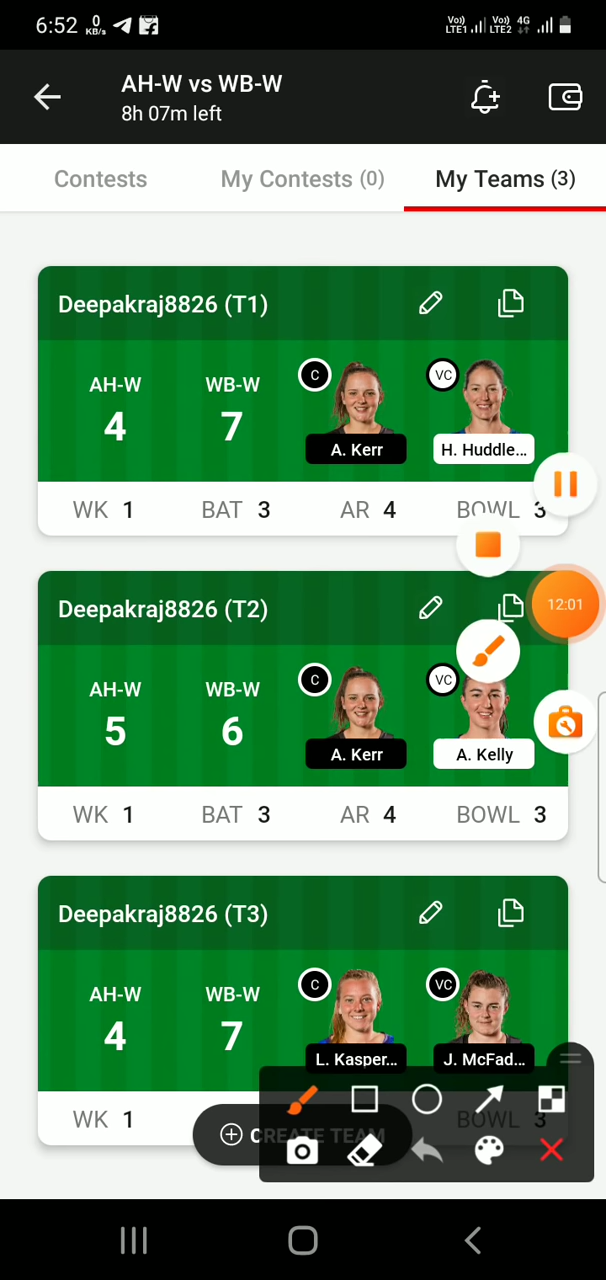 6:52 0 KB/s Vo)) LTE1 Vo)) LTE2 4G
AH-W vs WB-W
8h 07m left
Contests My Contests (0) My Teams (3)
Deepakraj8826 (T1)
C VC
AH-W WB-W
4 7
A. Kerr H. Huddle...
WK 1 BAT 3 AR 4 BOWL 3
Deepakraj8826 (T2)
12:01
C VC
AH-W WB-W
5 6
A. Kerr A. Kelly
WK 1 BAT 3 AR 4 BOWL 3
Deepakraj8826 (T3)
C VC
AH-W WB-W
4 7
L. Kasper... J. McFad...
WK 1 BOWL 3
CREATE TEAM